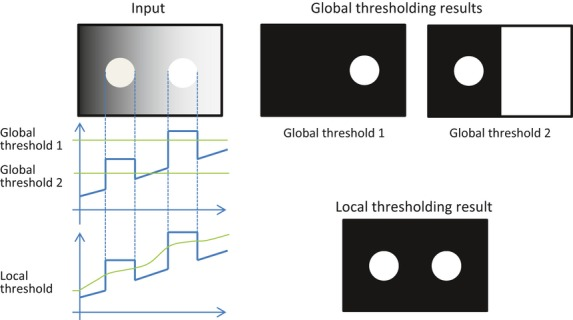 Input
Global thresholding results
Global
threshold 1
Global
threshold 2
Global threshold 1
Global threshold 2
Local thresholding result
Local
threshold